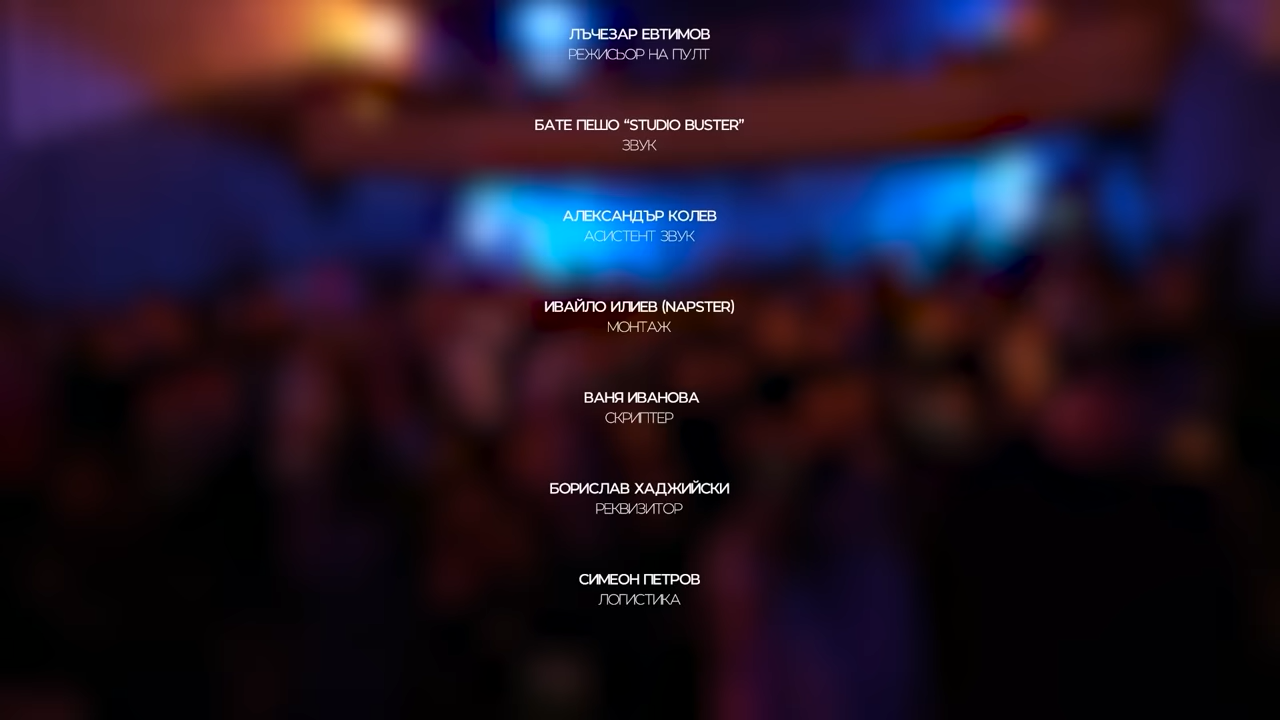 ЛЪЧЕЗАР ЕВТИМОВ
РЕЖИСЬОР НА ПУЛТ
БАТЕ ПЕШО “STUDIO BUSTER”
ЗВУК
АЛЕКСАНДЪР КОЛЕВ
АСИСТЕНТ ЗВУК
ИВАЙЛО ИЛИЕВ (NAPSTER)
МОНТАЖ
ВАНЯ ИВАНОВА
СКРИПТЕР
БОРИСЛАВ ХАДЖИЙСКИ
РЕКВИЗИТОР
СИМЕОН ПЕТРОВ
ЛОГИСТИКА